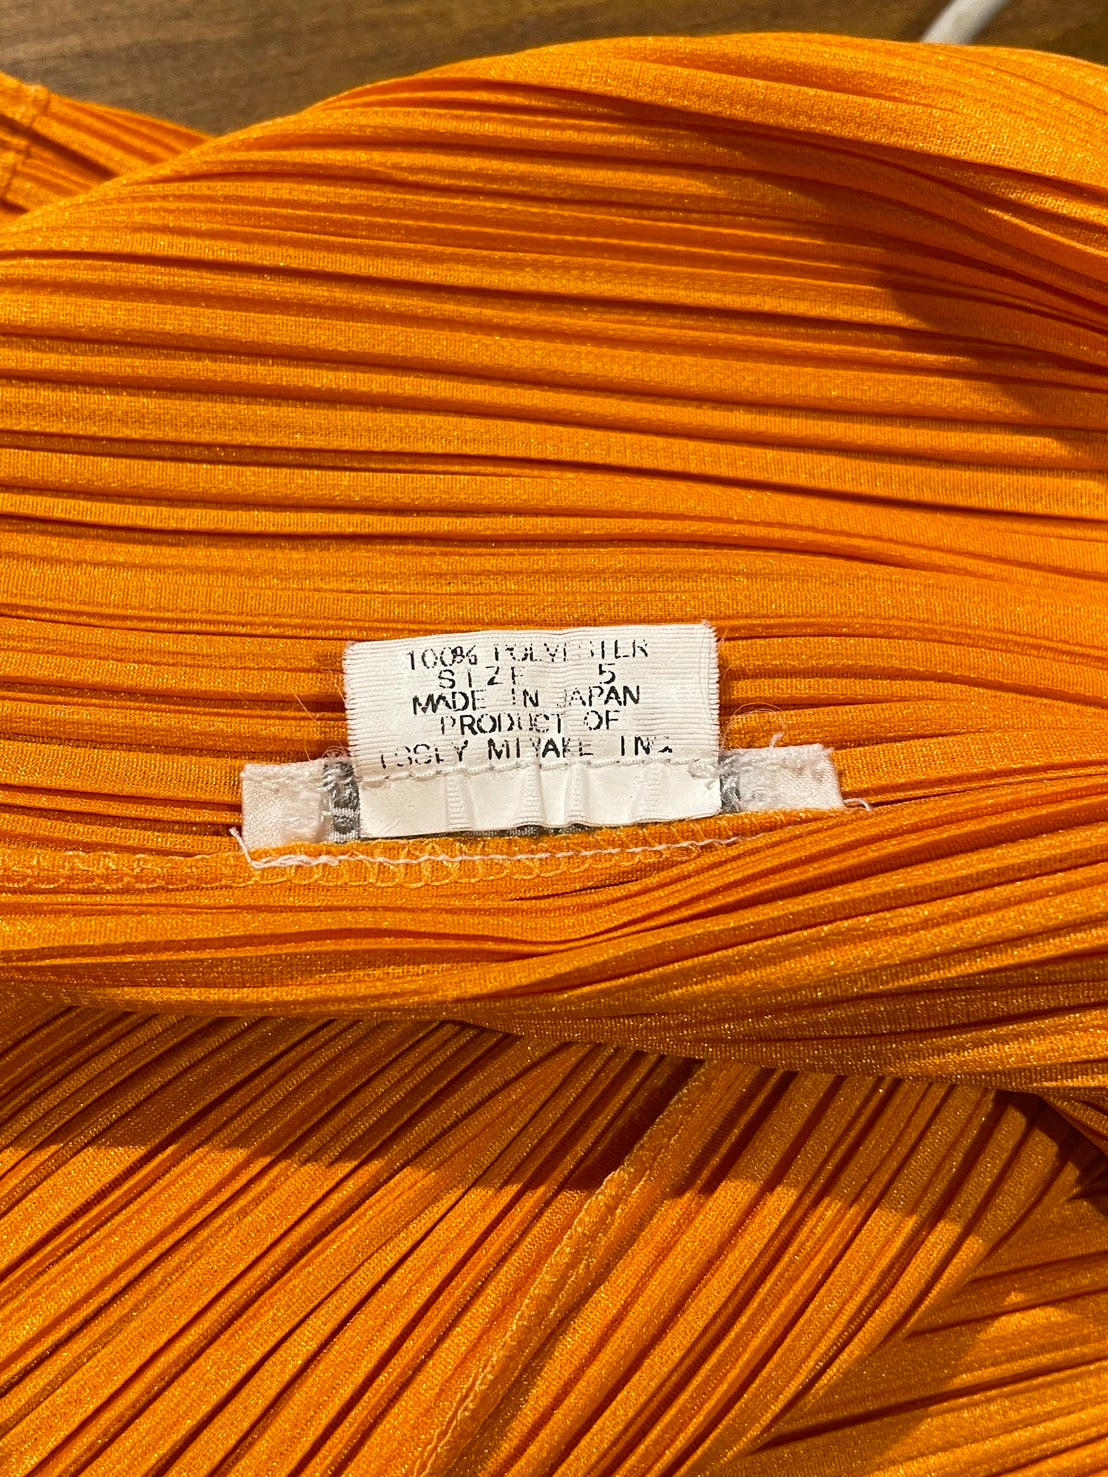 100% POLYESTER
SIZE 5
MADE IN JAPAN
PRODUCT OF
ISSEY MIYAKE INC.